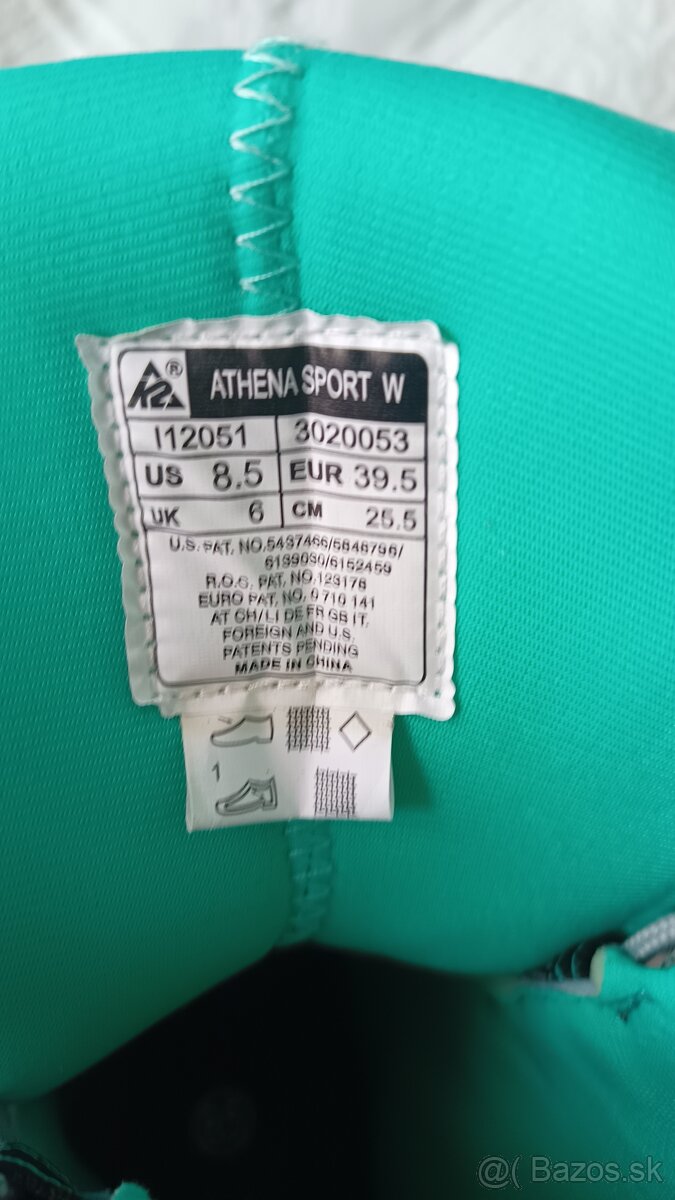 K2® ATHENA SPORT W
I12051 3020053
US 8.5 EUR 39.5
UK 6 CM 25.5
U.S. PAT. NO.5437466/5848796/
6139030/6152459
R.O.C. PAT. NO.123178
EURO PAT. NO. 0 710 141
AT CH/LI DE FR GB IT,
FOREIGN AND U.S.
PATENTS PENDING
MADE IN CHINA
1
@( Bazos.sk